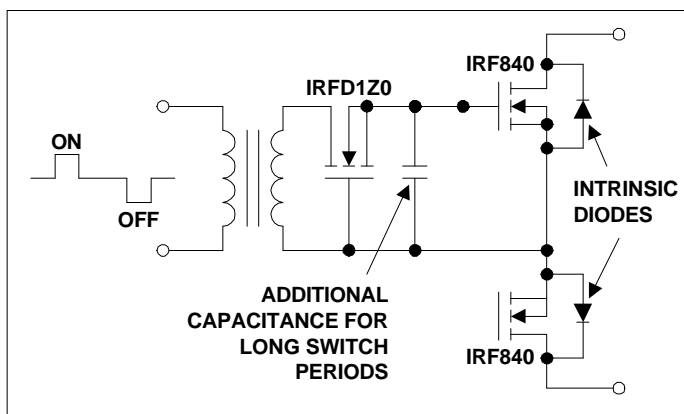 IRF840
IRFD1Z0
ON
OFF
INTRINSIC
DIODES
ADDITIONAL
CAPACITANCE FOR
LONG SWITCH
PERIODS
IRF840